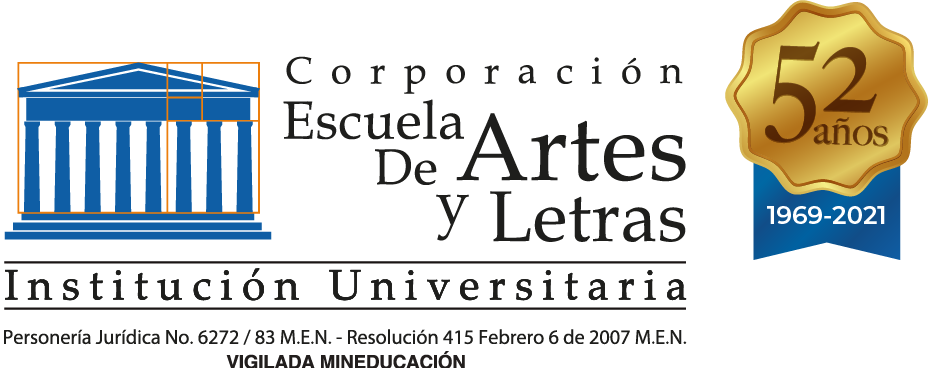 Corporación
Escuela
De Artes
y Letras
Institución Universitaria
Personería Jurídica No. 6272 / 83 M.E.N. - Resolución 415 Febrero 6 de 2007 M.E.N.
VIGILADA MINEDUCACIÓN
52
años
1969-2021